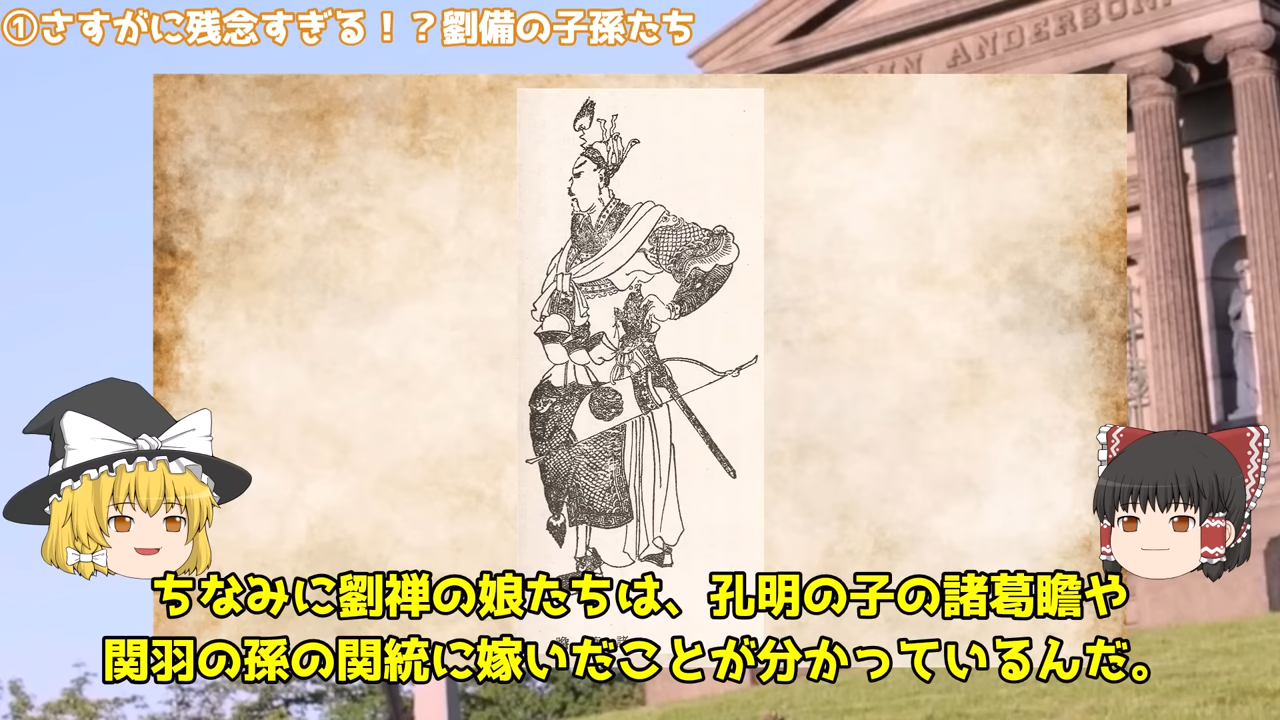 ①さすがに残念すぎる！？劉備の子孫たち
WN ANDERSON
ちなみに劉禅の娘たちは、孔明の子の諸葛瞻や
関羽の孫の関統に嫁いだことが分かっているんだ。